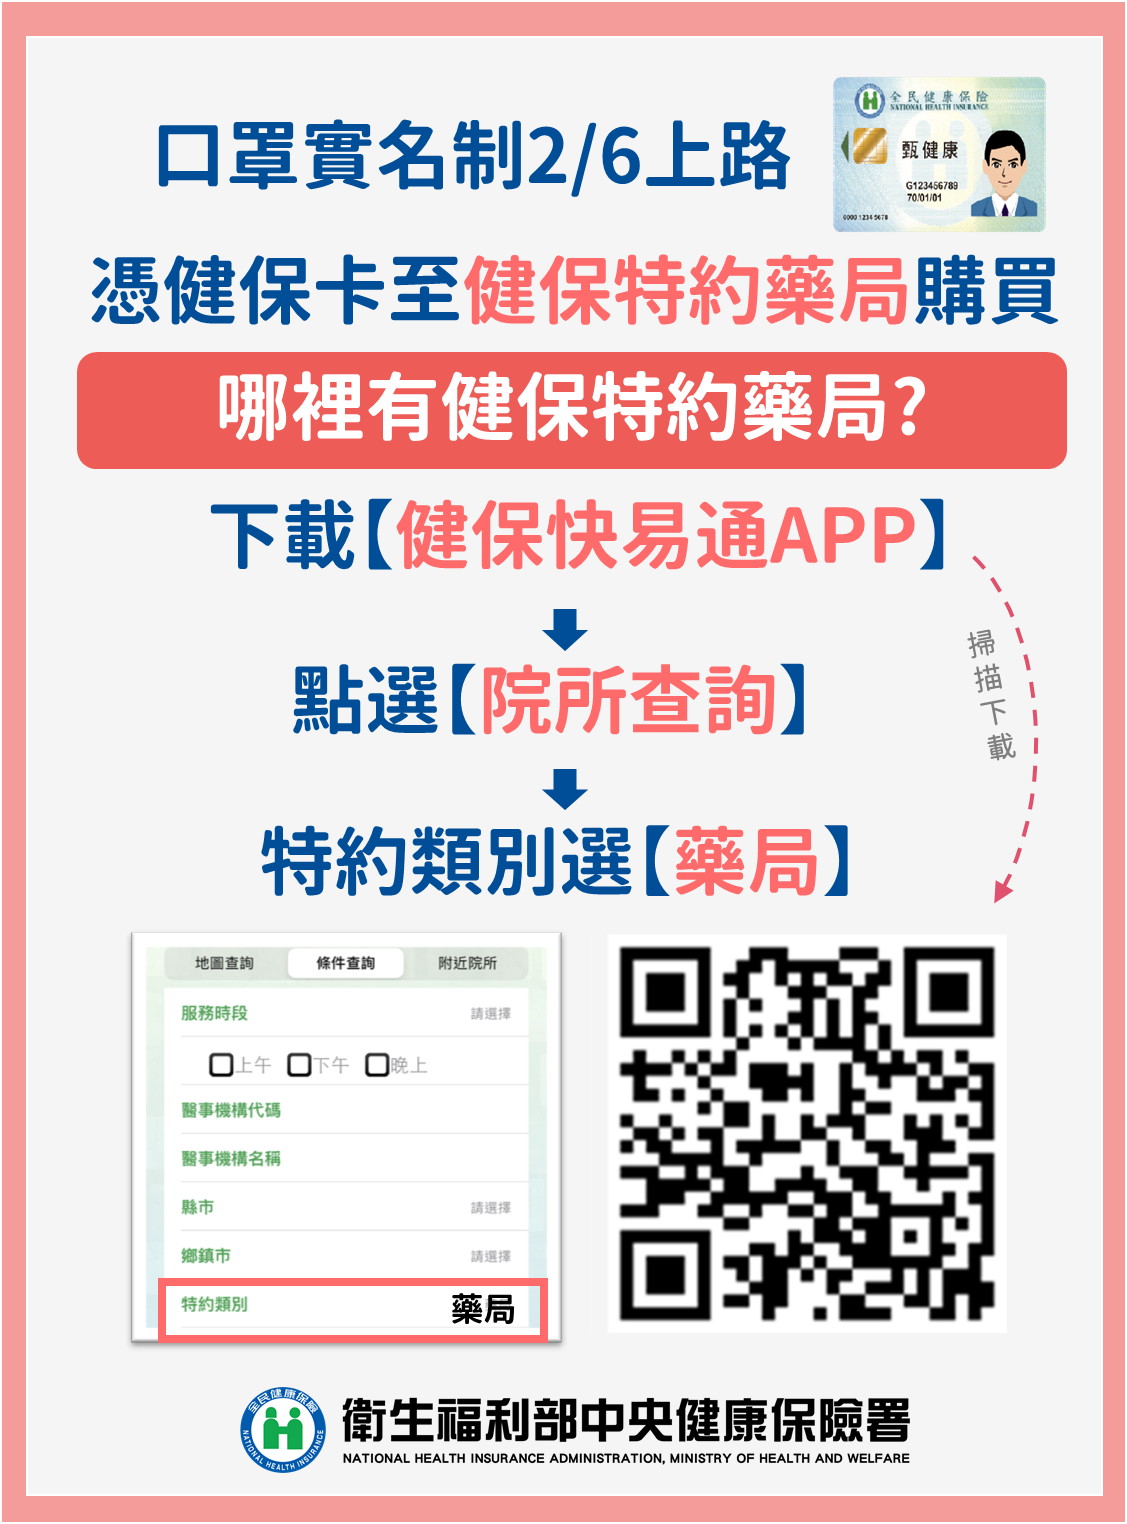 口罩實名制2/6上路
全民健康保險
NATIONAL HEALTH INSURANCE
甄健康
G123456789
70/01/01
0000 1234 5678
憑健保卡至健保特約藥局購買
哪裡有健保特約藥局?
下載【健保快易通APP】
掃描下載
點選【院所查詢】
特約類別選【藥局】
地圖查詢 條件查詢 附近院所
服務時段 請選擇
上午 下午 晚上
醫事機構代碼
醫事機構名稱
縣市 請選擇
鄉鎮市 請選擇
特約類別 藥局
全民健康保險
NATIONAL HEALTH INSURANCE
衛生福利部中央健康保險署
NATIONAL HEALTH INSURANCE ADMINISTRATION, MINISTRY OF HEALTH AND WELFARE